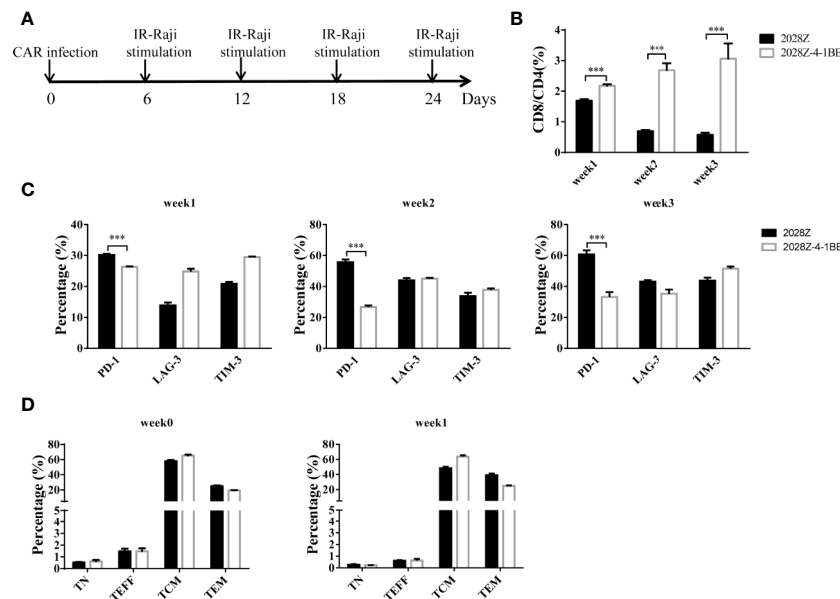 A
IR-Raji IR-Raji IR-Raji IR-Raji
CAR infection stimulation stimulation stimulation stimulation
0 6 12 18 24 Days
B
CD8/CD4(%)
4
3
2
1
0
*** *** ***
week1 week2 week3
2028Z
2028Z-4-1BB
C
week1
Percentage (%)
40
30
20
10
0
***
PD-1 LAG-3 TIM-3
week2
Percentage (%)
80
60
40
20
0
***
PD-1 LAG-3 TIM-3
week3
Percentage (%)
80
60
40
20
0
***
PD-1 LAG-3 TIM-3
2028Z
2028Z-4-1BB
D
week0
Percentage (%)
80
60
40
20
5
4
3
2
1
0
TN TEFF TCM TEM
week1
Percentage (%)
80
60
40
20
5
4
3
2
1
0
TN TEFF TCM TEM